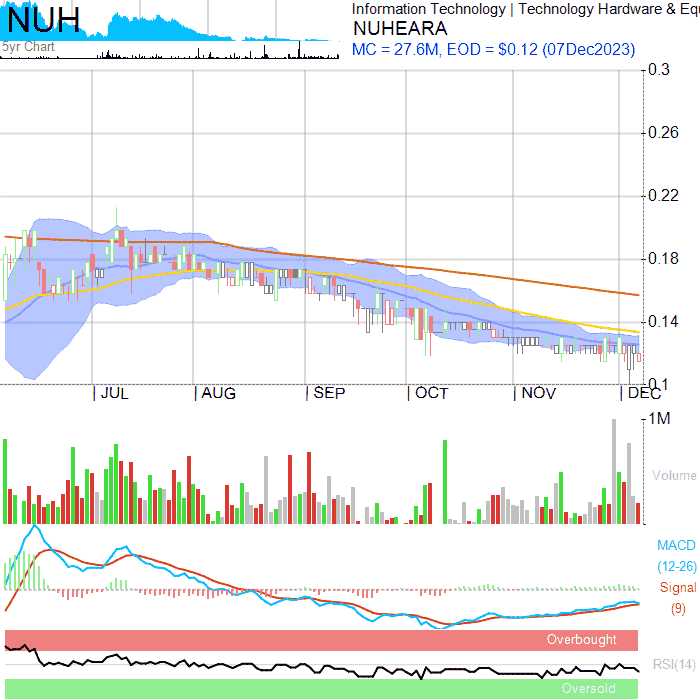 NUH
5yr Chart
Information Technology | Technology Hardware & Equ
NUHEARA
MC = 27.6M, EOD = $0.12 (07Dec2023)
0.3
0.26
0.22
0.18
0.14
0.1
JUL AUG SEP OCT NOV DEC
1M
Volume
MACD
(12-26)
Signal
(9)
Overbought
RSI(14)
Oversold